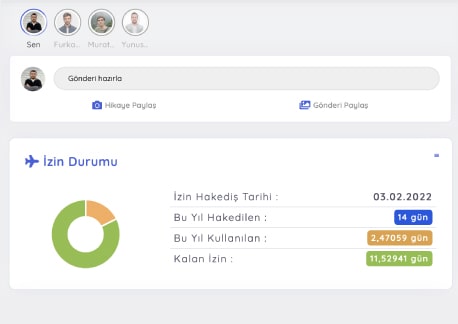 Sen Furka... Murat... Yunus...
Gönderi hazırla
Hikaye Paylaş Gönderi Paylaş
İzin Durumu
İzin Hakediş Tarihi : 03.02.2022
Bu Yıl Hakedilen : 14 gün
Bu Yıl Kullanılan : 2,47059 gün
Kalan İzin : 11,52941 gün